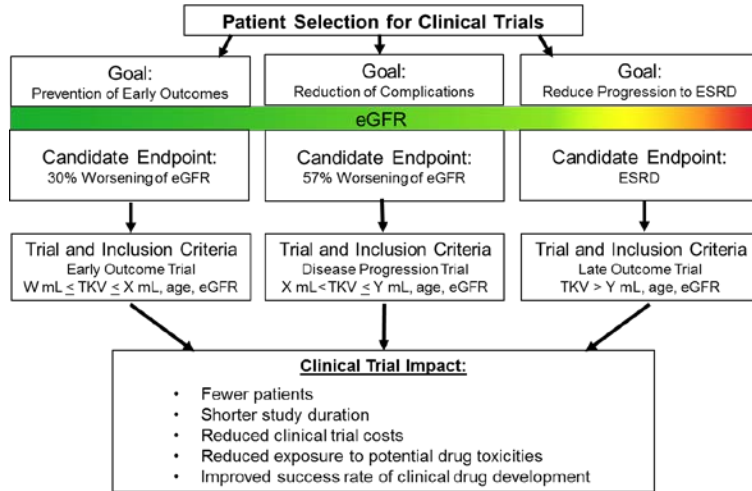 Patient Selection for Clinical Trials
Goal:
Prevention of Early Outcomes
Goal:
Reduction of Complications
Goal:
Reduce Progression to ESRD
eGFR
Candidate Endpoint:
30% Worsening of eGFR
Candidate Endpoint:
57% Worsening of eGFR
Candidate Endpoint:
ESRD
Trial and Inclusion Criteria
Early Outcome Trial
W mL ≤ TKV ≤ X mL, age, eGFR
Trial and Inclusion Criteria
Disease Progression Trial
X mL<TKV ≤ Y mL, age, eGFR
Trial and Inclusion Criteria
Late Outcome Trial
TKV > Y mL, age, eGFR
Clinical Trial Impact:
• Fewer patients
• Shorter study duration
• Reduced clinical trial costs
• Reduced exposure to potential drug toxicities
• Improved success rate of clinical drug development